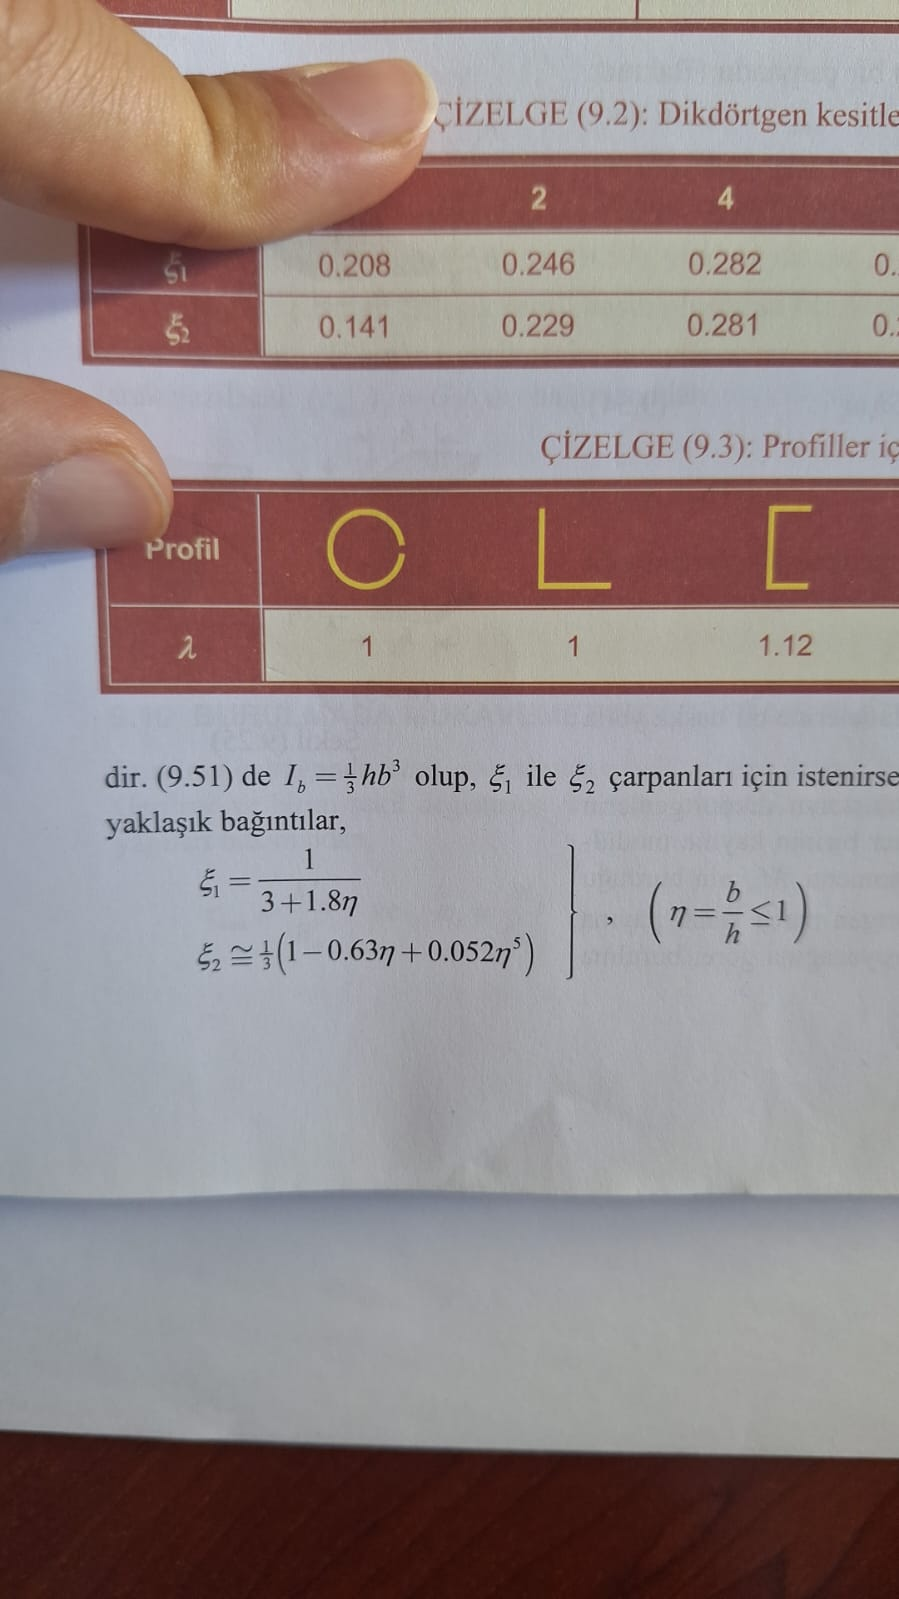 ÇİZELGE (9.2): Dikdörtgen
2 4
ξ₁ 0.208 0.246 0.282
ξ₂ 0.141 0.229 0.281
ÇİZELGE (9.3): Profiller
Profil
λ 1 1 1.12
dir. (9.51) de I_b = ⅓hb³ olup, ξ₁ ile ξ₂ çarpanları için istenirse
yaklaşık bağıntılar,
ξ₁ = 1/(3+1.8η)
ξ₂ ≅ ⅓(1−0.63η+0.052η⁵) } , (η = b/h ≤ 1)